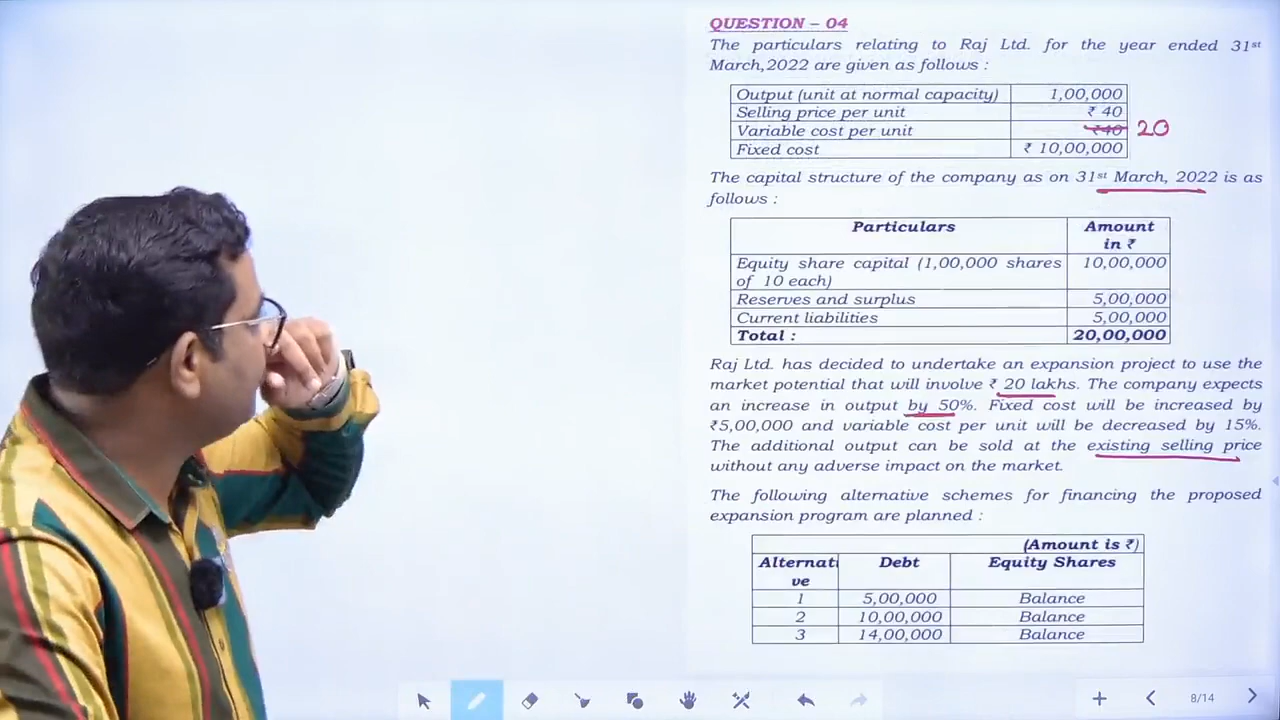 QUESTION – 04
The particulars relating to Raj Ltd. for the year ended 31st
March,2022 are given as follows :
Output (unit at normal capacity) 1,00,000
Selling price per unit ₹ 40
Variable cost per unit ₹40 20
Fixed cost ₹ 10,00,000
The capital structure of the company as on 31st March, 2022 is as
follows :
Particulars Amount
in ₹
Equity share capital (1,00,000 shares 10,00,000
of 10 each)
Reserves and surplus 5,00,000
Current liabilities 5,00,000
Total : 20,00,000
Raj Ltd. has decided to undertake an expansion project to use the
market potential that will involve ₹ 20 lakhs. The company expects
an increase in output by 50%. Fixed cost will be increased by
₹5,00,000 and variable cost per unit will be decreased by 15%.
The additional output can be sold at the existing selling price
without any adverse impact on the market.
The following alternative schemes for financing the proposed
expansion program are planned :
(Amount is ₹)
Alternati Debt Equity Shares
ve
1 5,00,000 Balance
2 10,00,000 Balance
3 14,00,000 Balance
8/14